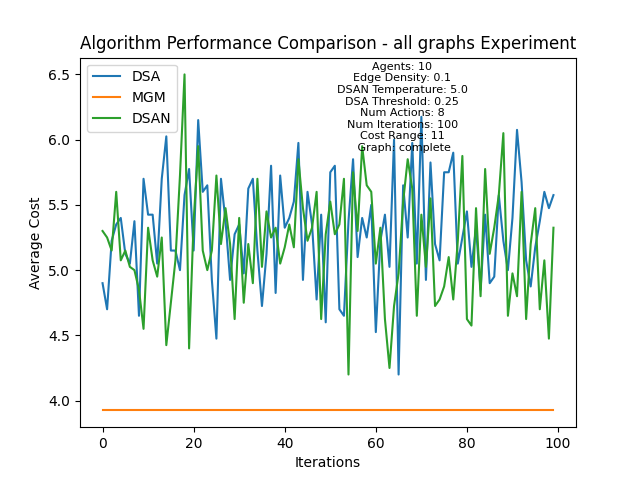 Algorithm Performance Comparison - all graphs Experiment
DSA
MGM
DSAN
Agents: 10
Edge Density: 0.1
DSAN Temperature: 5.0
DSA Threshold: 0.25
Num Actions: 8
Num Iterations: 100
Cost Range: 11
Graph: complete
6.5
6.0
5.5
5.0
4.5
4.0
Average Cost
0 20 40 60 80 100
Iterations